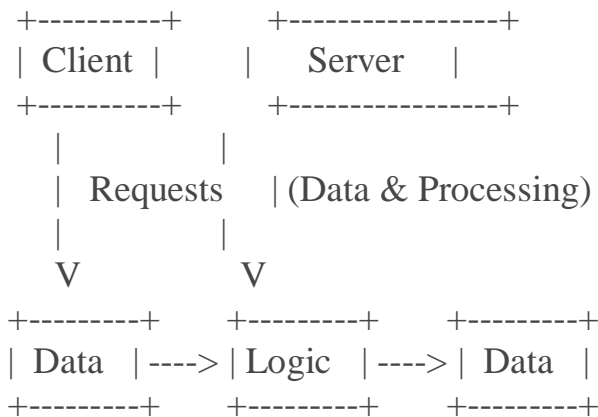 +----------+ +-----------------+
| Client | | Server |
+----------+ +-----------------+
| |
| Requests | (Data & Processing)
| |
V V
+---------+ +---------+ +---------+
| Data |---->| Logic |---->| Data |
+---------+ +---------+ +---------+